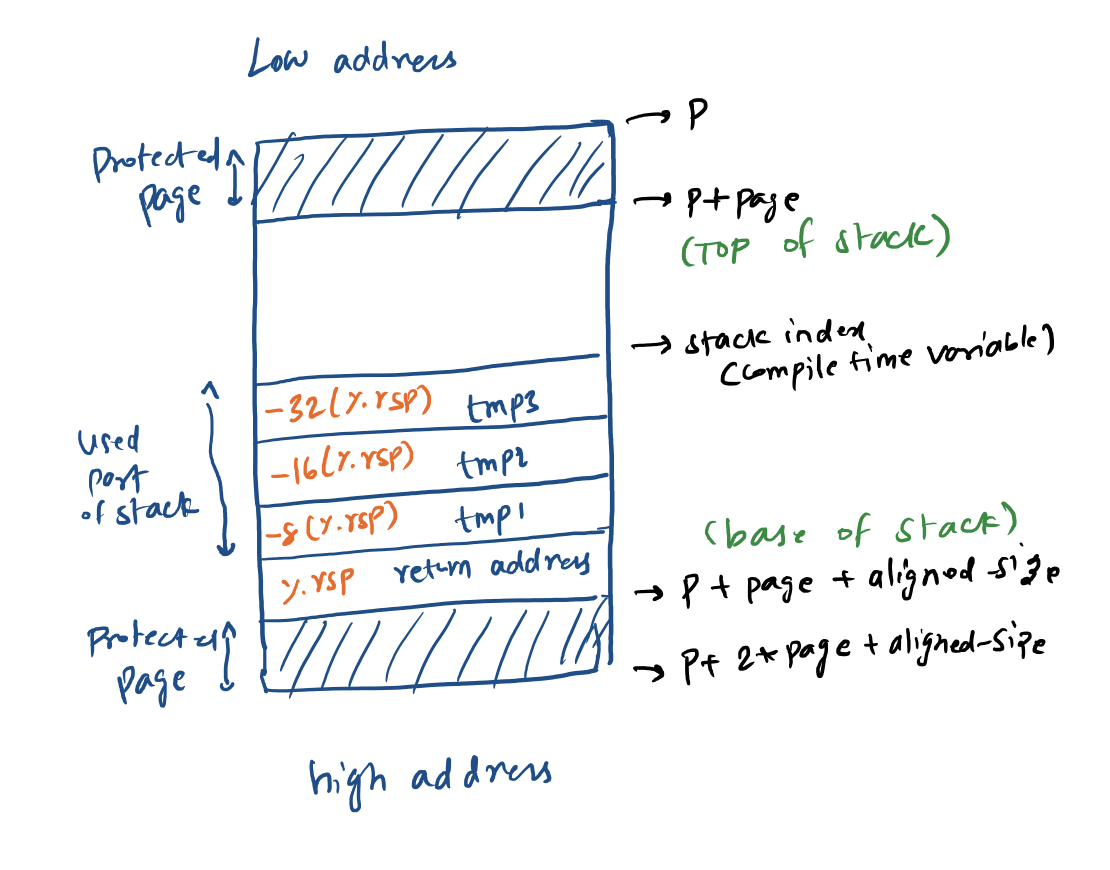 Low address
→ P
Protected
page
→ P+page
(Top of stack)
→ stack index
(compile time variable)
-32(%rsp) tmp3
used
part
of stack
-16(%rsp) tmp2
-8(%rsp) tmp1
(base of stack)
%rsp return address
→ P + page + aligned-size
Protected
page
→ P+ 2* page + aligned-size
high address